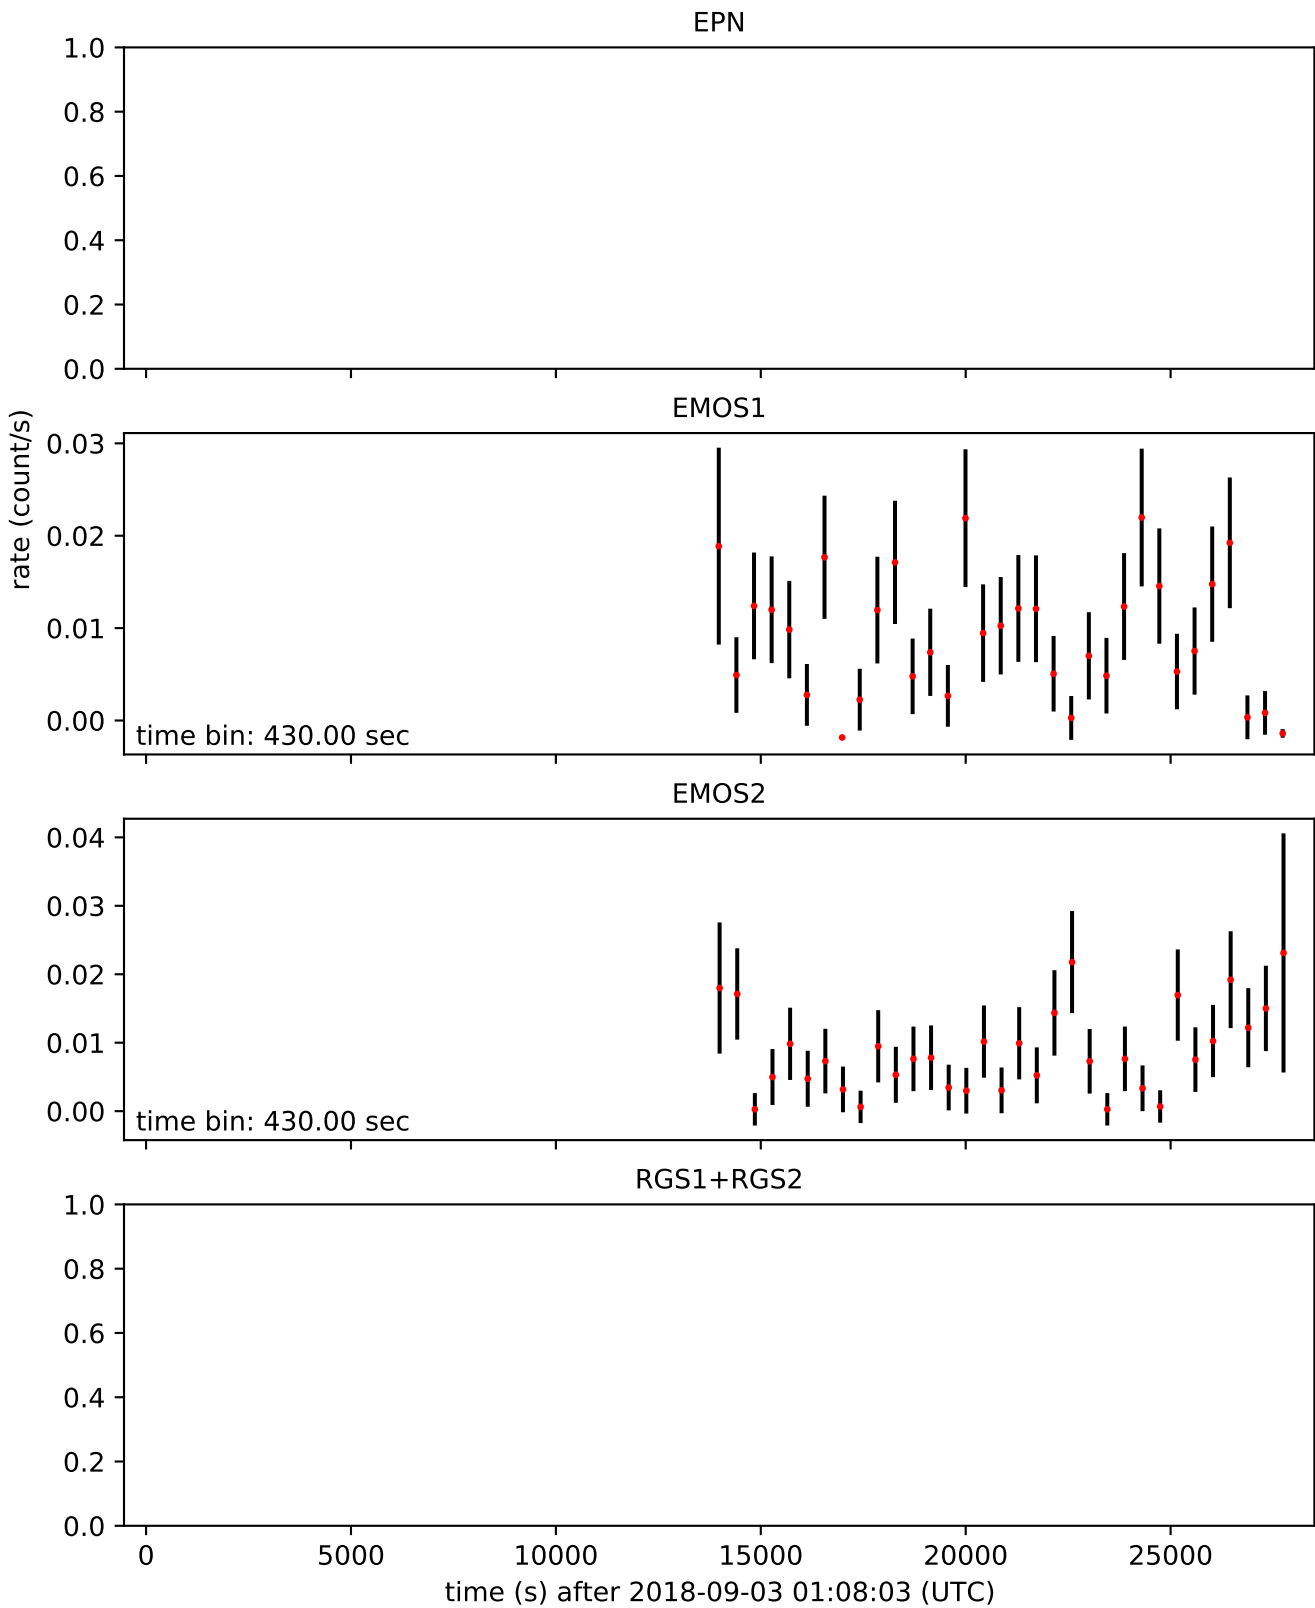 EPN
1.0
0.8
0.6
0.4
0.2
0.0
EMOS1
rate (count/s)
0.03
0.02
0.01
0.00
time bin: 430.00 sec
EMOS2
0.04
0.03
0.02
0.01
0.00
time bin: 430.00 sec
RGS1+RGS2
1.0
0.8
0.6
0.4
0.2
0.0
0 5000 10000 15000 20000 25000
time (s) after 2018-09-03 01:08:03 (UTC)